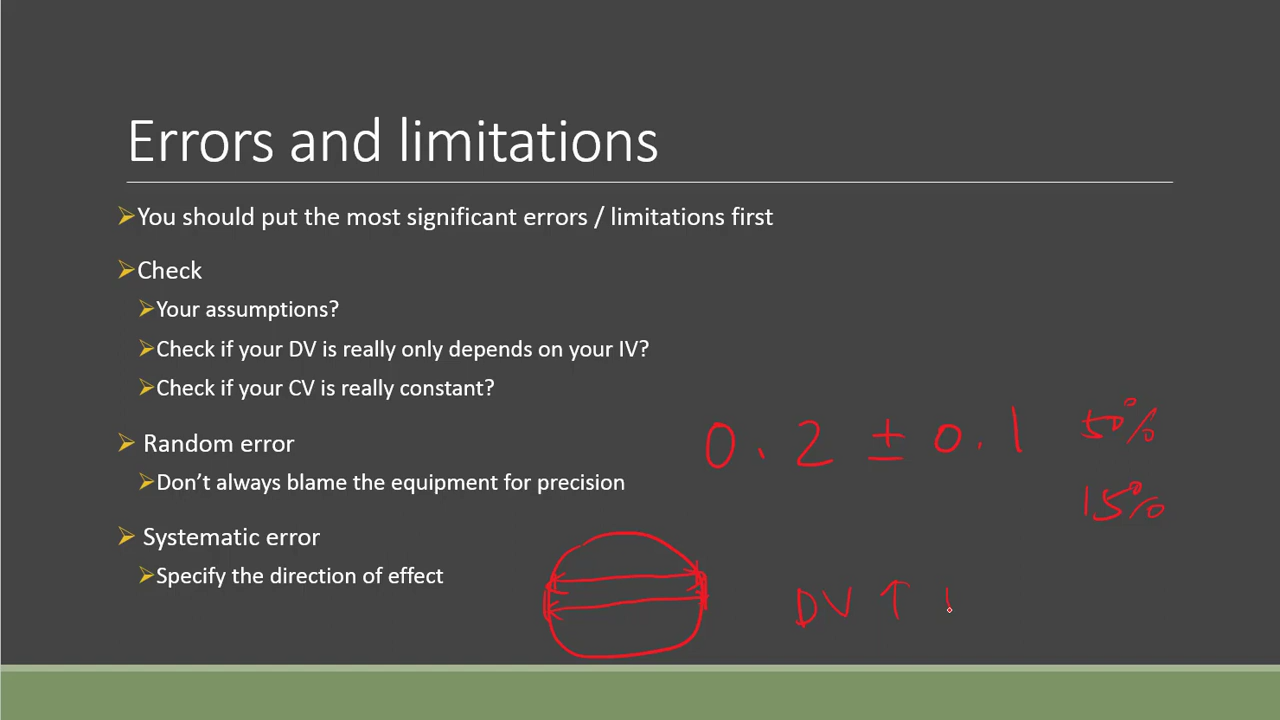 Errors and limitations
You should put the most significant errors / limitations first
Check
Your assumptions?
Check if your DV is really only depends on your IV?
Check if your CV is really constant?
0.2 ± 0.1 50%
Random error
Don't always blame the equipment for precision
15%
Systematic error
Specify the direction of effect
DV ↑